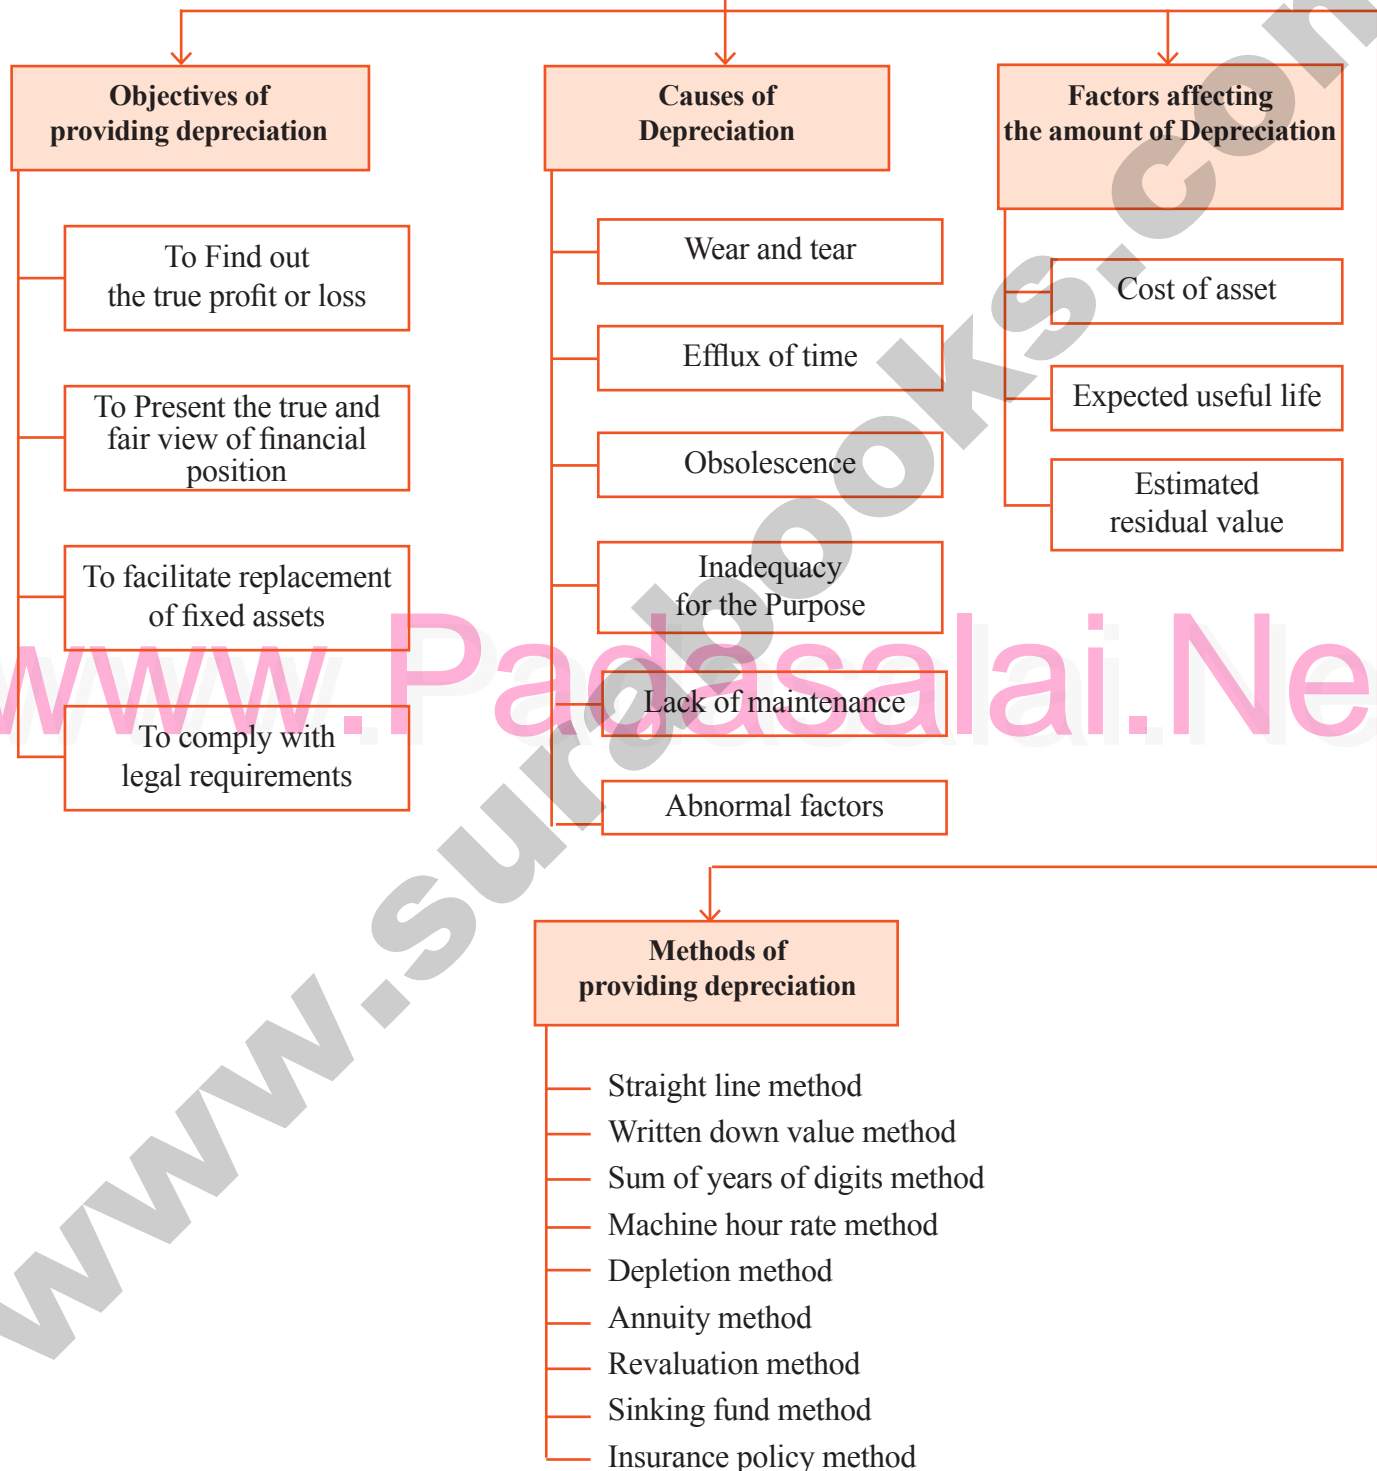 Objectives of
providing depreciation
To Find out
the true profit or loss
To Present the true and
fair view of financial
position
To facilitate replacement
of fixed assets
To comply with
legal requirements
Causes of
Depreciation
Wear and tear
Efflux of time
Obsolescence
Inadequacy
for the Purpose
Lack of maintenance
Abnormal factors
Factors affecting
the amount of Depreciation
Cost of asset
Expected useful life
Estimated
residual value
Methods of
providing depreciation
Straight line method
Written down value method
Sum of years of digits method
Machine hour rate method
Depletion method
Annuity method
Revaluation method
Sinking fund method
Insurance policy method
www.Padasalai.Ne
www.surabooks.com